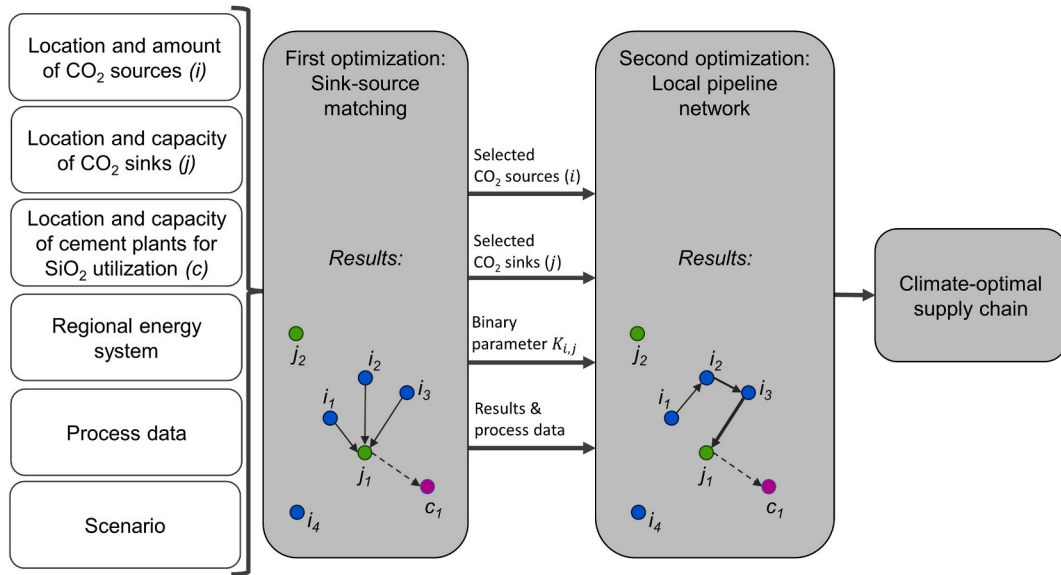 Location and amount
of CO₂ sources (i)
Location and capacity
of CO₂ sinks (j)
Location and capacity
of cement plants for
SiO₂ utilization (c)
Regional energy
system
Process data
Scenario
First optimization:
Sink-source
matching
Results:
j₂
i₂
i₃
i₁
j₁
c₁
i₄
Selected
CO₂ sources (i)
Selected
CO₂ sinks (j)
Binary
parameter Kᵢ,ⱼ
Results &
process data
Second optimization:
Local pipeline
network
Results:
j₂
i₂
i₃
i₁
j₁
c₁
i₄
Climate-optimal
supply chain